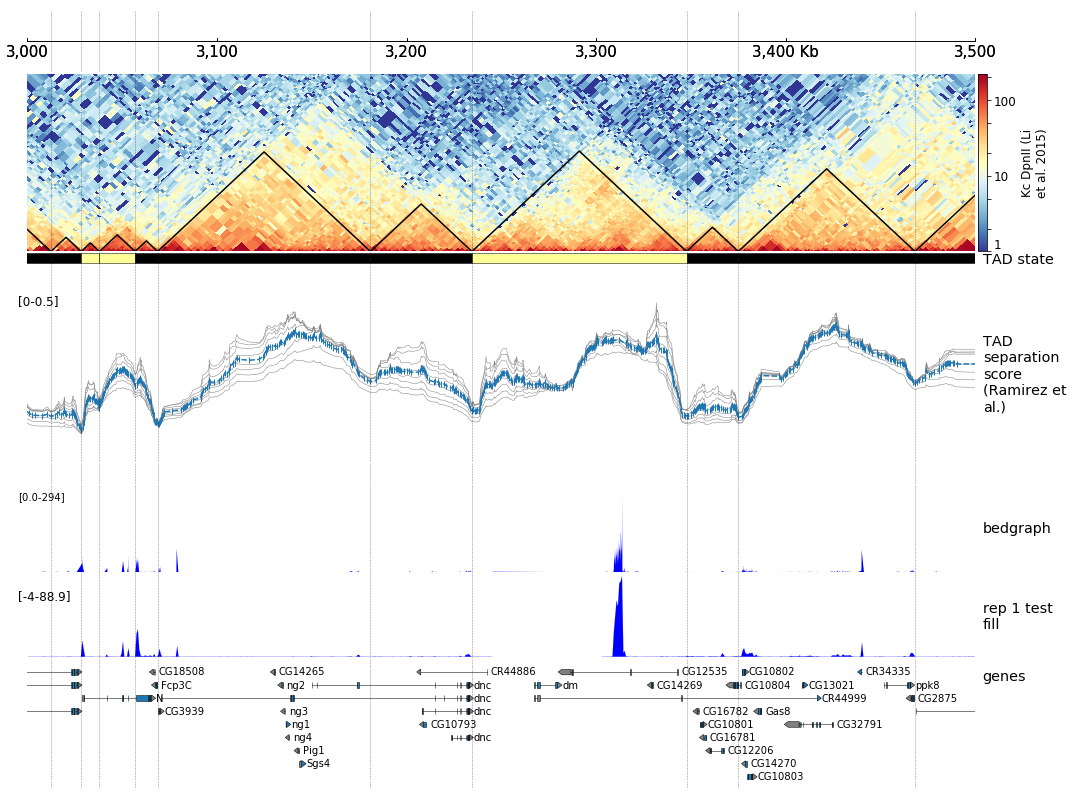 3,000 3,100 3,200 3,300 3,400 Kb 3,500
100
10
1
Kc DpnII (Li
et al. 2015)
TAD state
[0-0.5]
TAD
separation
score
(Ramirez et
al.)
[0.0-294]
bedgraph
[-4-88.9]
rep 1 test
fill
genes
CG18508 CG14265 CR44886 CG12535 CG10802 CR34335
Fcp3C ng2 dnc dm CG14269 CG10804 CG13021 ppk8
N dnc CR44999 CG2875
CG3939 ng3 dnc CG16782 Gas8
ng1 CG10793 CG10801 CG32791
ng4 dnc CG16781
Pig1 CG12206
Sgs4 CG14270
CG10803